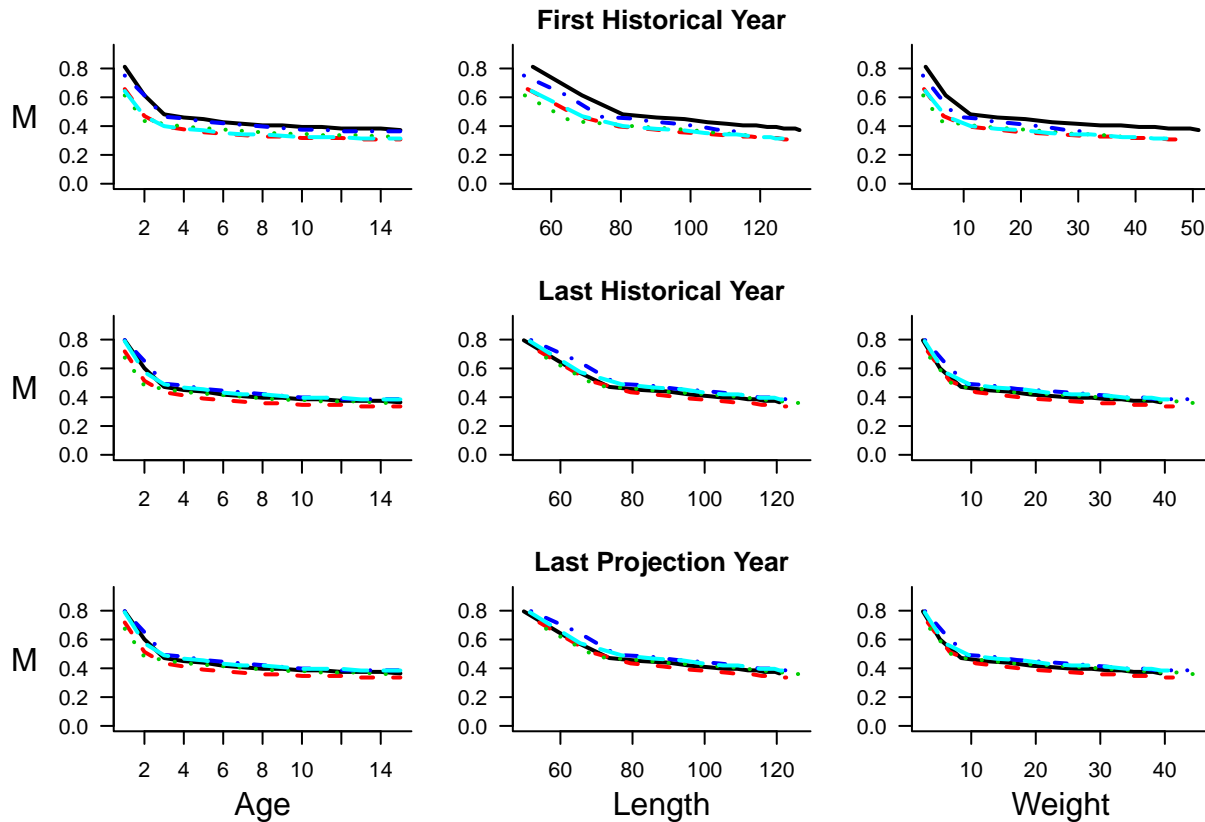 First Historical Year
M
0.8
0.6
0.4
0.2
0.0
2 4 6 8 10 14
60 80 100 120
10 20 30 40 50
Last Historical Year
M
0.8
0.6
0.4
0.2
0.0
2 4 6 8 10 14
60 80 100 120
10 20 30 40
Last Projection Year
M
0.8
0.6
0.4
0.2
0.0
2 4 6 8 10 14
60 80 100 120
10 20 30 40
Age Length Weight